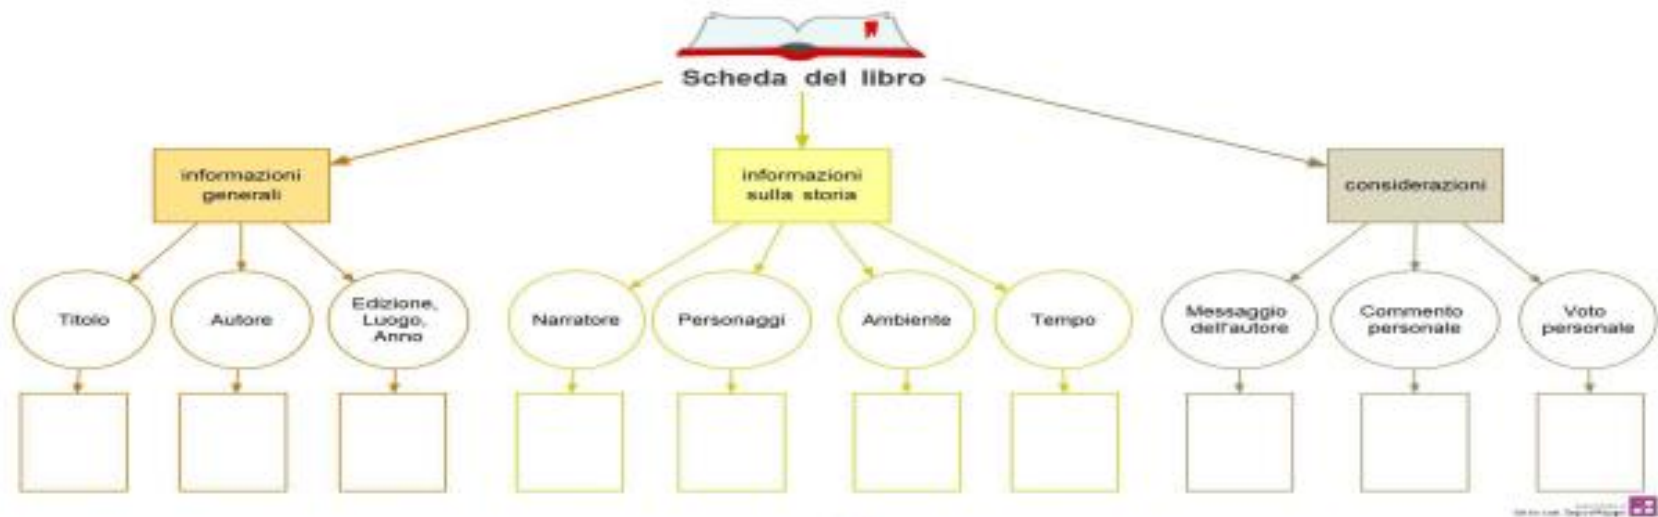 Scheda del libro
informazioni
generali
informazioni
sulla storia
considerazioni
Titolo
Autore
Edizione,
Luogo,
Anno
Narratore
Personaggi
Ambiente
Tempo
Messaggio
dell'autore
Commento
personale
Voto
personale